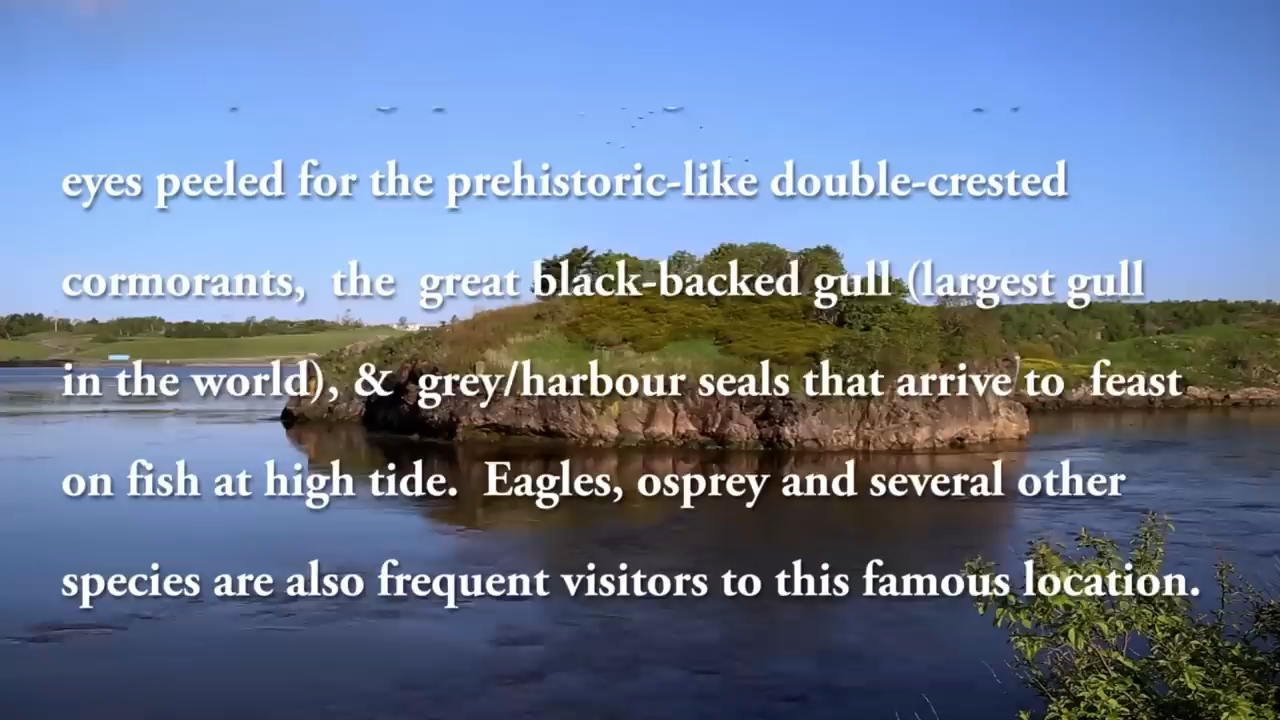 eyes peeled for the prehistoric-like double-crested
cormorants,  the  great black-backed gull (largest gull
in the world), &  grey/harbour seals that arrive to  feast
on fish at high tide.  Eagles, osprey and several other
species are also frequent visitors to this famous location.